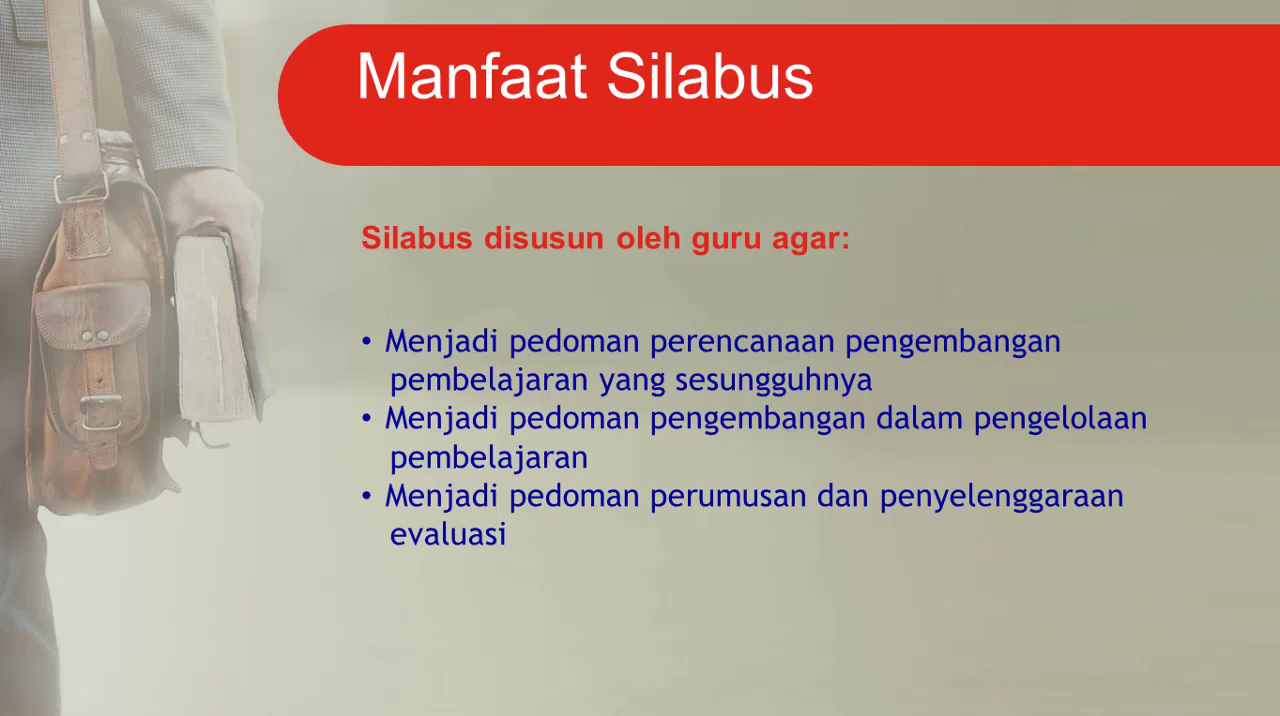 Manfaat Silabus
Silabus disusun oleh guru agar:
• Menjadi pedoman perencanaan pengembangan
pembelajaran yang sesungguhnya
• Menjadi pedoman pengembangan dalam pengelolaan
pembelajaran
• Menjadi pedoman perumusan dan penyelenggaraan
evaluasi